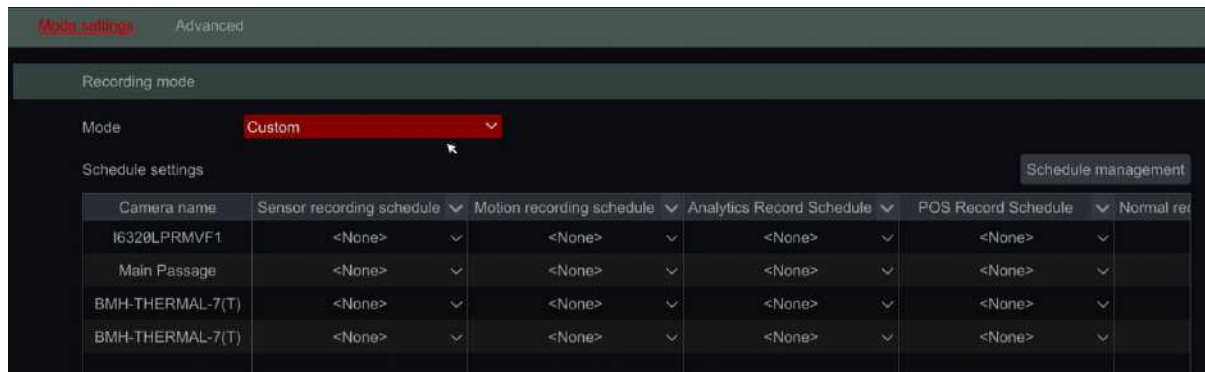 Mode settings Advanced
Recording mode
Mode Custom
Schedule settings Schedule management
Camera name Sensor recording schedule Motion recording schedule Analytics Record Schedule POS Record Schedule Normal rec
I6320LPRMVF1 <None> <None> <None> <None>
Main Passage <None> <None> <None> <None>
BMH-THERMAL-7(T) <None> <None> <None> <None>
BMH-THERMAL-7(T) <None> <None> <None> <None>